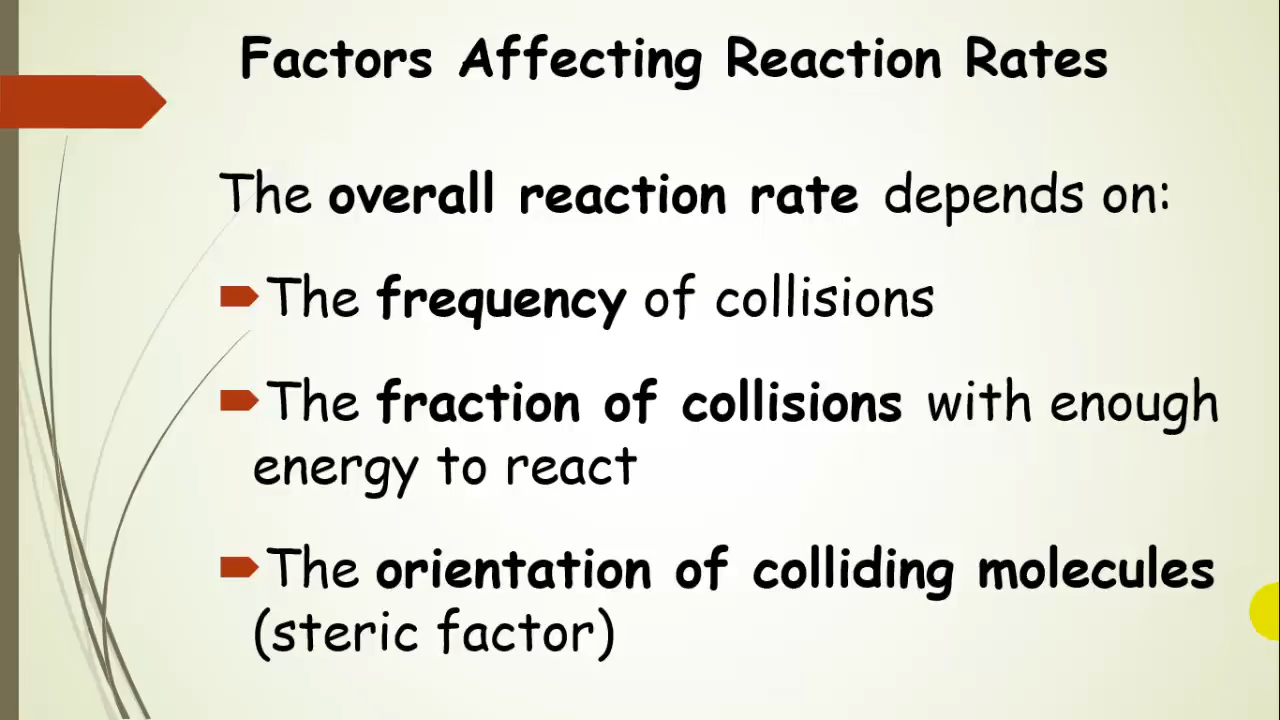 Factors Affecting Reaction Rates
The overall reaction rate depends on:
The frequency of collisions
The fraction of collisions with enough
energy to react
The orientation of colliding molecules
(steric factor)